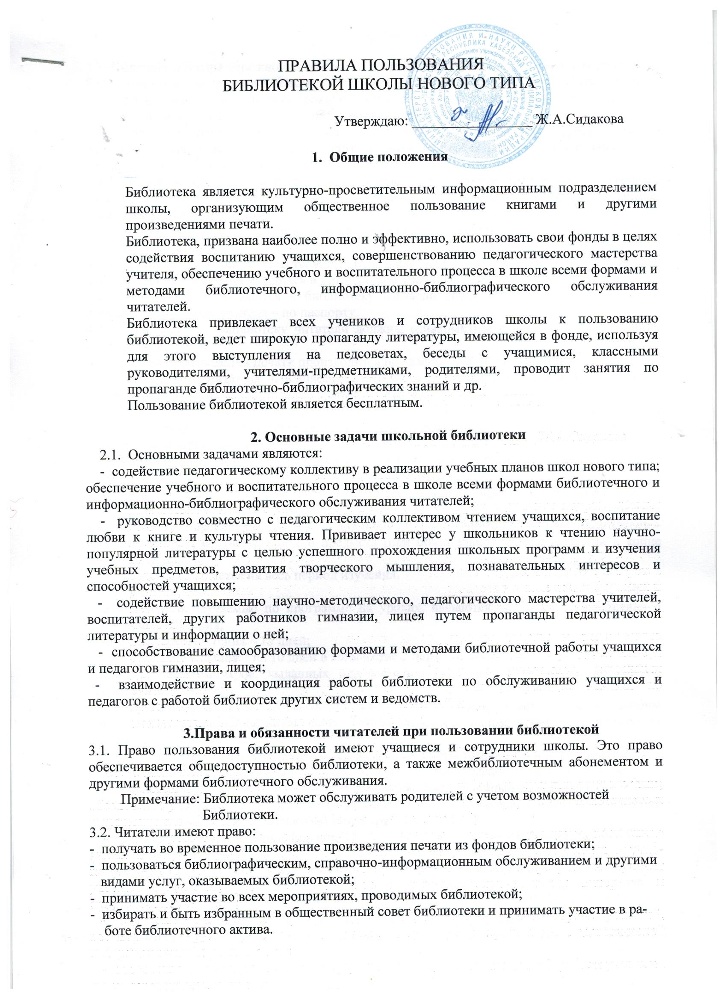 ПРАВИЛА ПОЛЬЗОВАНИЯ
БИБЛИОТЕКОЙ ШКОЛЫ НОВОГО ТИПА
Утверждаю: Ж.А.Сидакова
1. Общие положения
Библиотека является культурно-просветительным информационным подразделением
школы, организующим общественное пользование книгами и другими
произведениями печати.
Библиотека, призвана наиболее полно и эффективно, использовать свои фонды в целях
содействия воспитанию учащихся, совершенствованию педагогического мастерства
учителя, обеспечению учебного и воспитательного процесса в школе всеми формами и
методами библиотечного, информационно-библиографического обслуживания
читателей.
Библиотека привлекает всех учеников и сотрудников школы к пользованию
библиотекой, ведет широкую пропаганду литературы, имеющейся в фонде, используя
для этого выступления на педсоветах, беседы с учащимися, классными
руководителями, учителями-предметниками, родителями, проводит занятия по
пропаганде библиотечно-библиографических знаний и др.
Пользование библиотекой является бесплатным.
2. Основные задачи школьной библиотеки
2.1. Основными задачами являются:
- содействие педагогическому коллективу в реализации учебных планов школ нового типа;
обеспечение учебного и воспитательного процесса в школе всеми формами библиотечного и
информационно-библиографического обслуживания читателей;
- руководство совместно с педагогическим коллективом чтением учащихся, воспитание
любви к книге и культуры чтения. Прививает интерес у школьников к чтению научно-
популярной литературы с целью успешного прохождения школьных программ и изучения
учебных предметов, развития творческого мышления, познавательных интересов и
способностей учащихся;
- содействие повышению научно-методического, педагогического мастерства учителей,
воспитателей, других работников гимназии, лицея путем пропаганды педагогической
литературы и информации о ней;
- способствование самообразованию формами и методами библиотечной работы учащихся
и педагогов гимназии, лицея;
- взаимодействие и координация работы библиотеки по обслуживанию учащихся и
педагогов с работой библиотек других систем и ведомств.
3.Права и обязанности читателей при пользовании библиотекой
3.1. Право пользования библиотекой имеют учащиеся и сотрудники школы. Это право
обеспечивается общедоступностью библиотеки, а также межбиблиотечным абонементом и
другими формами библиотечного обслуживания.
Примечание: Библиотека может обслуживать родителей с учетом возможностей
Библиотеки.
3.2. Читатели имеют право:
- получать во временное пользование произведения печати из фондов библиотеки;
- пользоваться библиографическим, справочно-информационным обслуживанием и другими
видами услуг, оказываемых библиотекой;
- принимать участие во всех мероприятиях, проводимых библиотекой;
- избирать и быть избранным в общественный совет библиотеки и принимать участие в ра-
боте библиотечного актива.